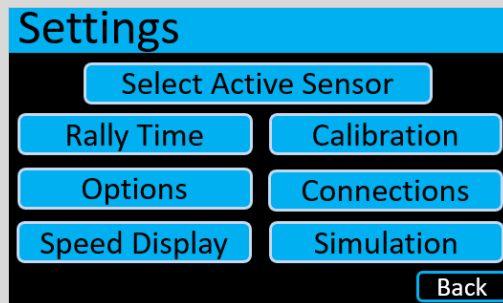 Settings
Select Active Sensor
Rally Time
Calibration
Options
Connections
Speed Display
Simulation
Back